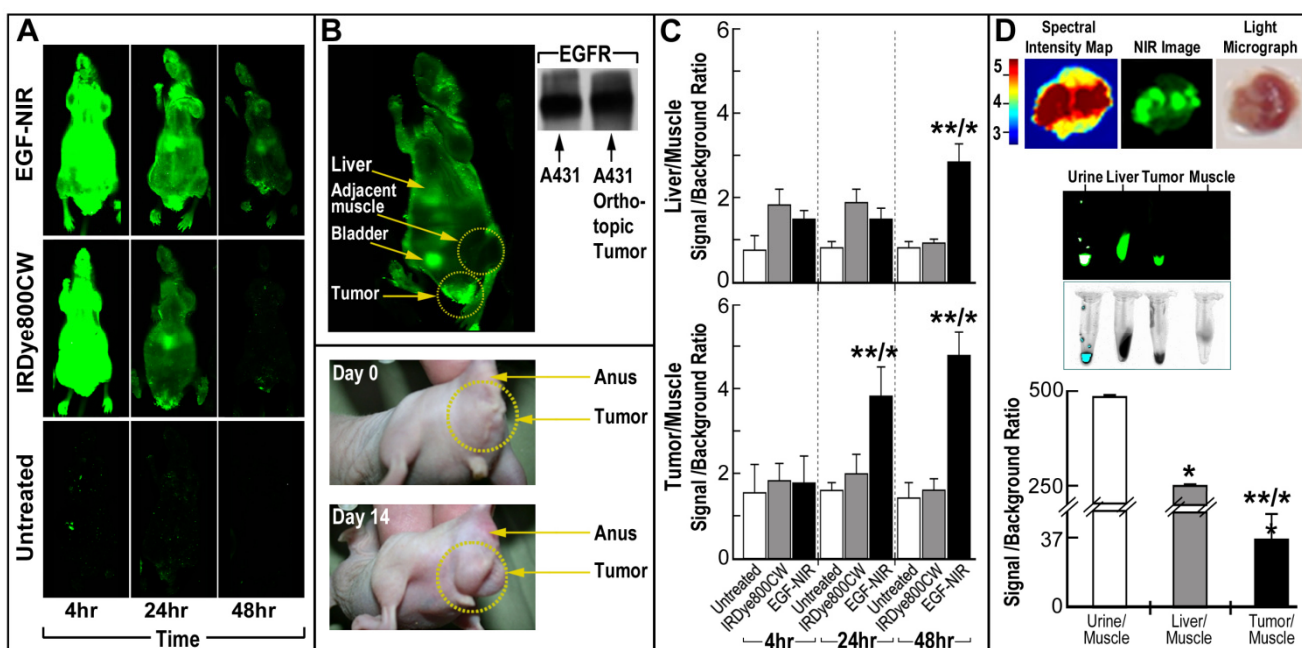 A
EGF-NIR
IRDye800CW
Untreated
4hr
24hr
48hr
Time
B
EGFR
A431
A431
Ortho-
topic
Tumor
Liver
Adjacent
muscle
Bladder
Tumor
Day 0
Anus
Tumor
Day 14
Anus
Tumor
C
Liver/Muscle
Signal /Background Ratio
6
4
2
0
**/*
Tumor/Muscle
Signal /Background Ratio
6
4
2
0
**/*
**/*
Untreated
IRDye800CW
EGF-NIR
Untreated
IRDye800CW
EGF-NIR
Untreated
IRDye800CW
EGF-NIR
4hr
24hr
48hr
D
Spectral
Intensity Map
NIR Image
Light
Micrograph
5
4
3
Urine Liver Tumor Muscle
Signal /Background Ratio
500
250
37
0
*
**/
*
Urine/
Muscle
Liver/
Muscle
Tumor/
Muscle